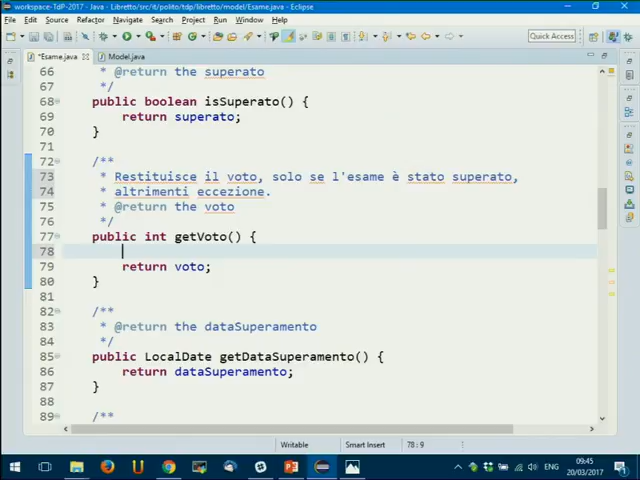 workspace-TdP-2017 - Java - Libretto/src/it/polito/tdp/libretto/model/Esame.java - Eclipse
File Edit Source Refactor Navigate Search Project Run Window Help
Quick Access
*Esame.java Model.java
66 * @return the superato
67 */
68 public boolean isSuperato() {
69 return superato;
70 }
71
72 /**
73 * Restituisce il voto, solo se l'esame è stato superato,
74 * altrimenti eccezione.
75 * @return the voto
76 */
77 public int getVoto() {
78
79 return voto;
80 }
81
82 /**
83 * @return the dataSuperamento
84 */
85 public LocalDate getDataSuperamento() {
86 return dataSuperamento;
87 }
88
89 /**
Writable Smart Insert 78 : 9
ENG 09:45
20/03/2017